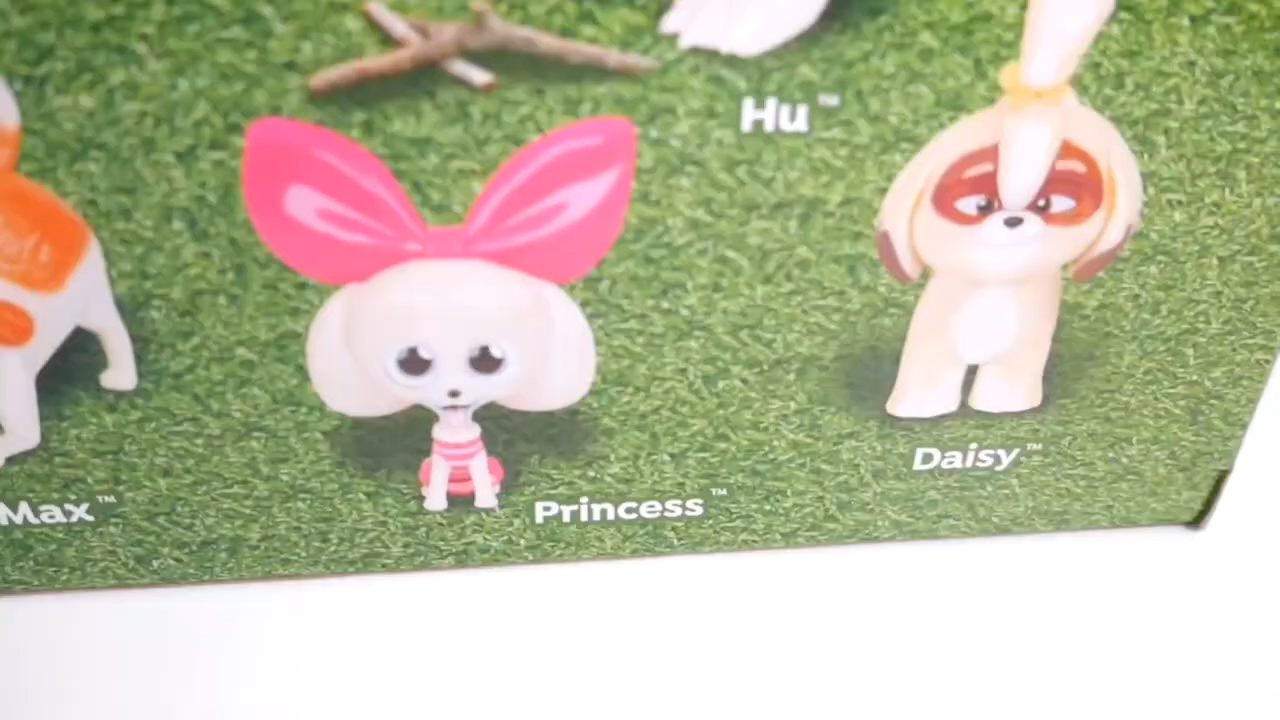 Hu™
Daisy™
Max™
Princess™